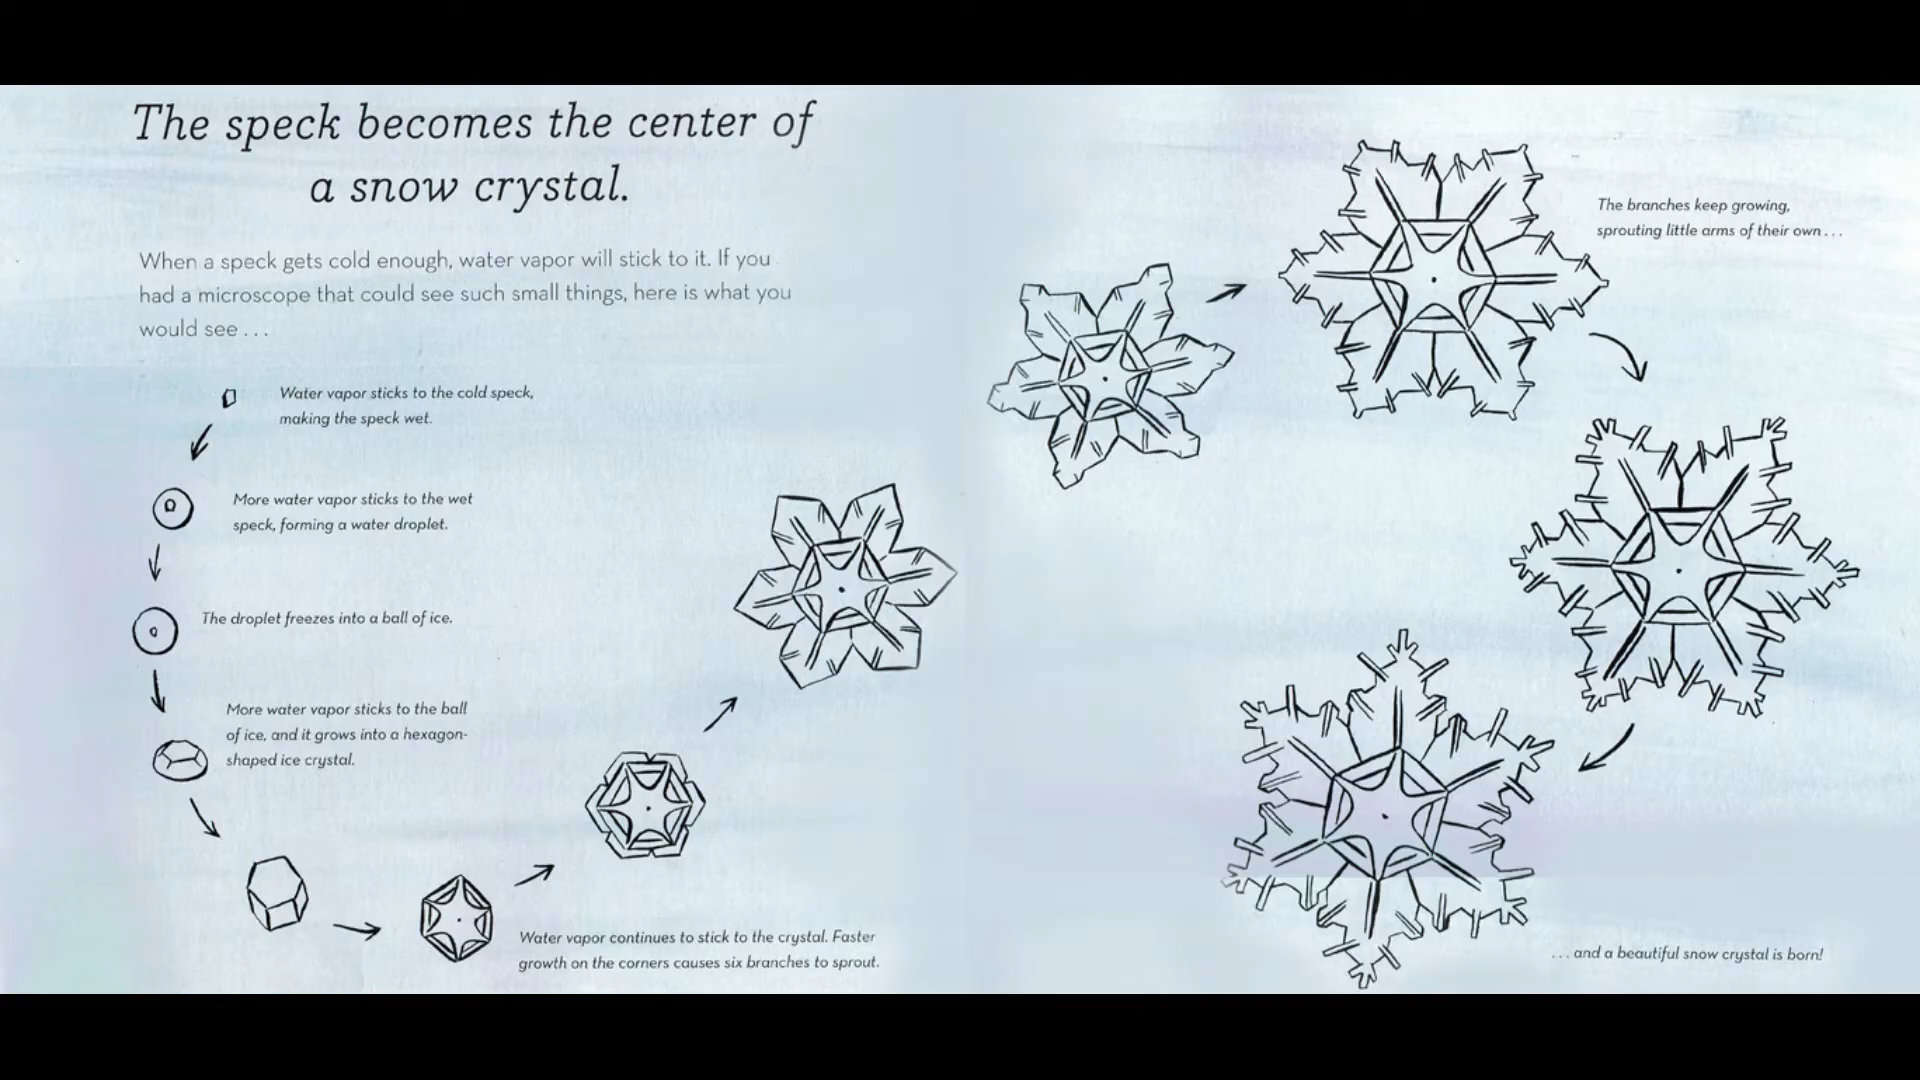 The speck becomes the center of
a snow crystal.
When a speck gets cold enough, water vapor will stick to it. If you
had a microscope that could see such small things, here is what you
would see . . .
Water vapor sticks to the cold speck,
making the speck wet.
More water vapor sticks to the wet
speck, forming a water droplet.
The droplet freezes into a ball of ice.
More water vapor sticks to the ball
of ice, and it grows into a hexagon-
shaped ice crystal.
Water vapor continues to stick to the crystal. Faster
growth on the corners causes six branches to sprout.
The branches keep growing,
sprouting little arms of their own . . .
. . . and a beautiful snow crystal is born!